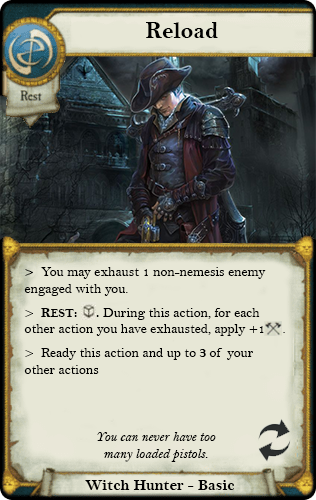 Reload
Rest
> You may exhaust 1 non-nemesis enemy
engaged with you.
> REST: . During this action, for each
other action you have exhausted, apply +1.
> Ready this action and up to 3 of your
other actions
You can never have too
many loaded pistols.
Witch Hunter - Basic